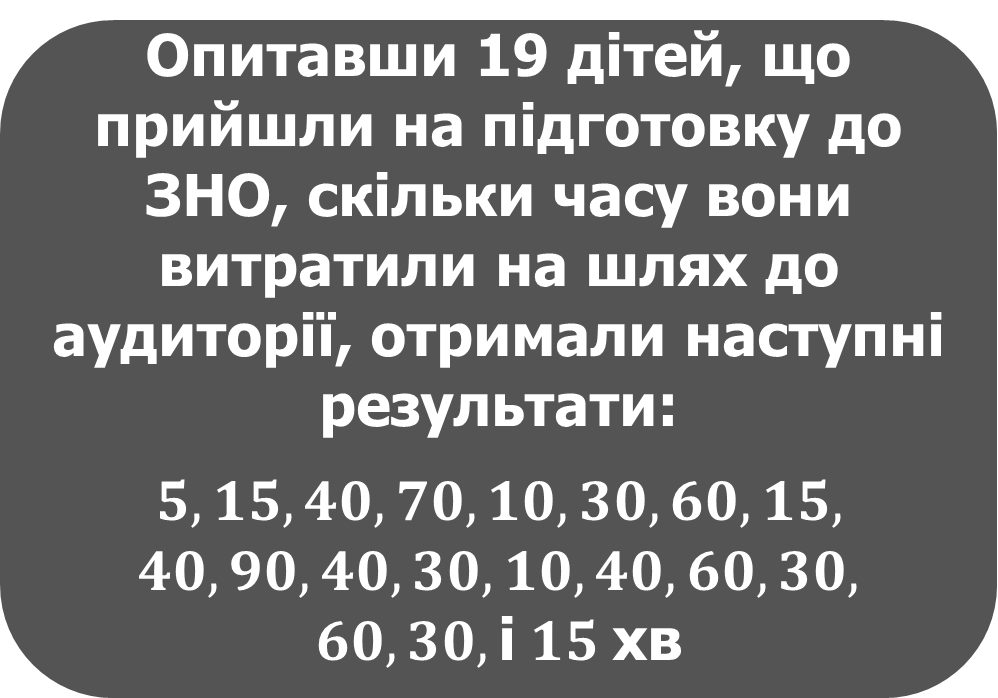 Опитавши 19 дітей, що
прийшли на підготовку до
ЗНО, скільки часу вони
витратили на шлях до
аудиторії, отримали наступні
результати:
5, 15, 40, 70, 10, 30, 60, 15,
40, 90, 40, 30, 10, 40, 60, 30,
60, 30, і 15 хв